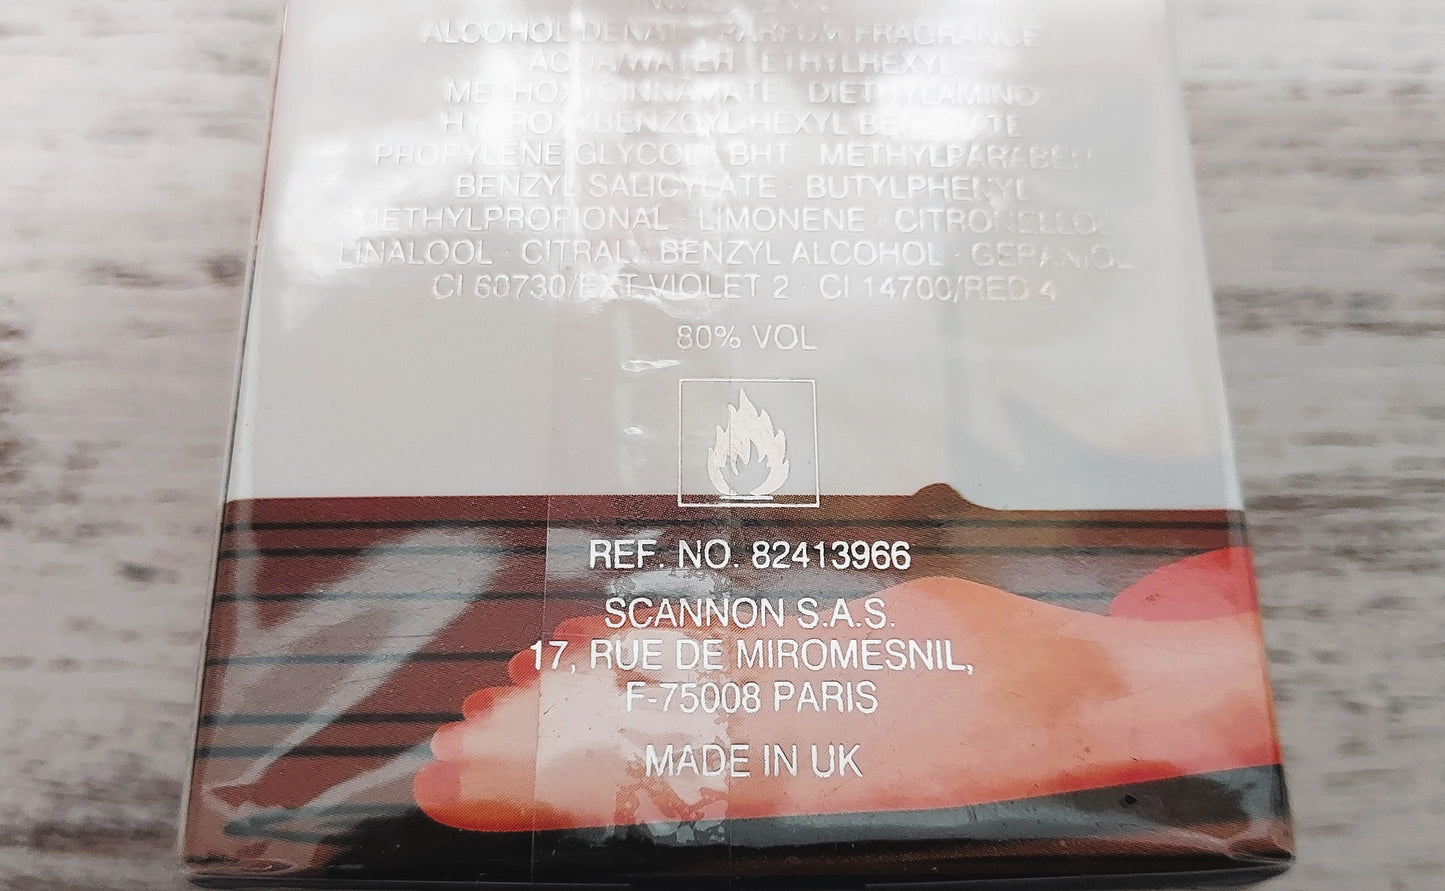 ALCOHOL DENAT · PARFUM/FRAGRANCE
AQUA/WATER · ETHYLHEXYL
METHOXYCINNAMATE · DIETHYLAMINO
HYDROXYBENZOYL HEXYL BENZOATE
PROPYLENE GLYCOL · BHT · METHYLPARABEN
BENZYL SALICYLATE · BUTYLPHENYL
METHYLPROPIONAL · LIMONENE · CITRONELLOL
LINALOOL · CITRAL · BENZYL ALCOHOL · GERANIOL
CI 60730/EXT VIOLET 2 · CI 14700/RED 4
80% VOL
REF. NO. 82413966
SCANNON S.A.S.
17, RUE DE MIROMESNIL,
F-75008 PARIS
MADE IN UK